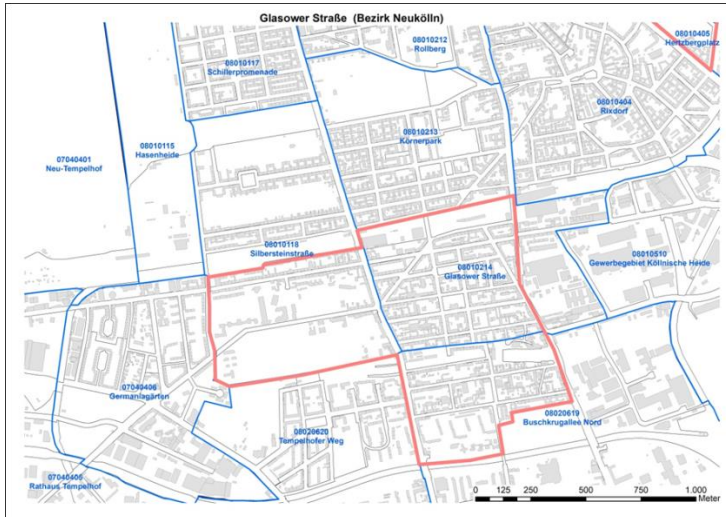 Glasower Straße (Bezirk Neukölln)
08010405
Hertzbergplatz
08010212
Rollberg
08010117
Schillerpromenade
08010404
Rixdorf
08010213
Körnerpark
08010115
Hasenheide
07040401
Neu-Tempelhof
08010118
Silbersteinstraße
08010214
Glasower Straße
08010510
Gewerbegebiet Köllnische Heide
07040406
Germaniagärten
08020620
Tempelhofer Weg
08020619
Buschkrugallee Nord
07040405
Rathaus Tempelhof
0 125 250 500 750 1.000
Meter